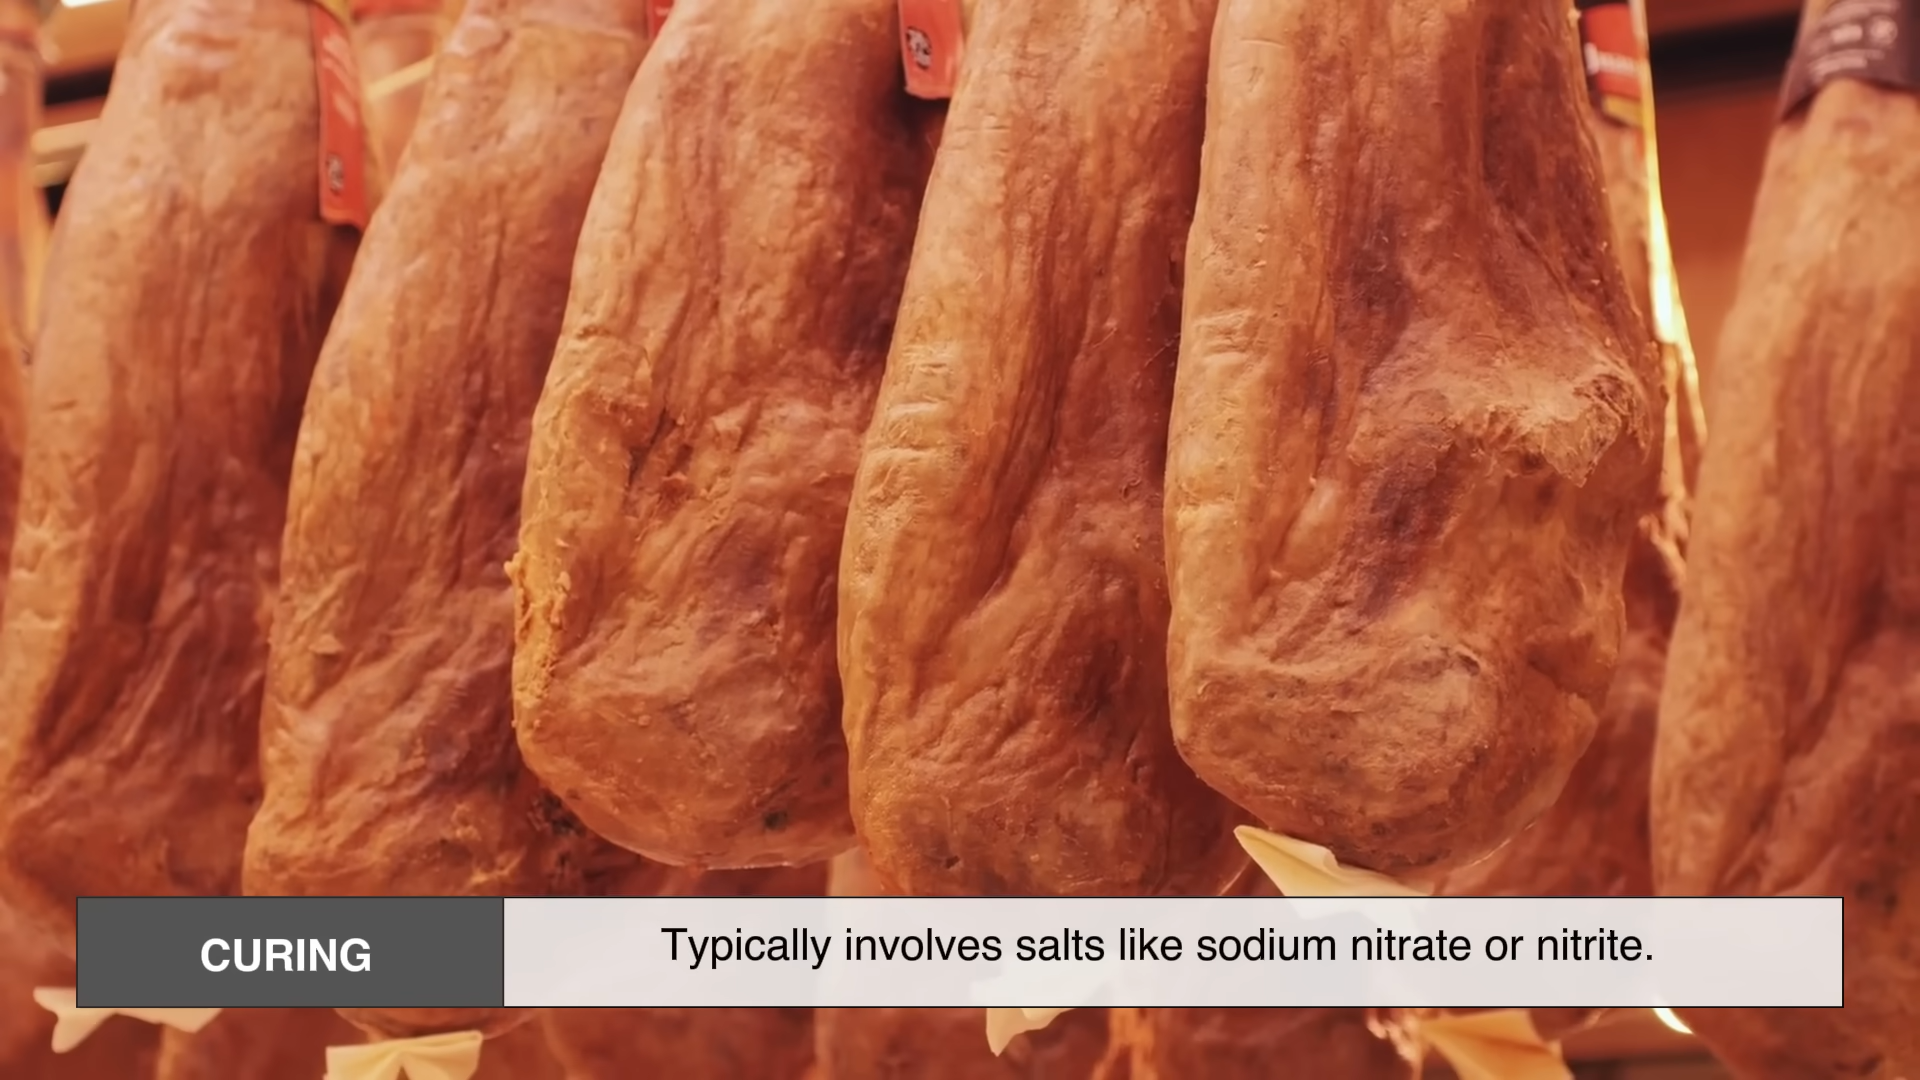 CURING
Typically involves salts like sodium nitrate or nitrite.